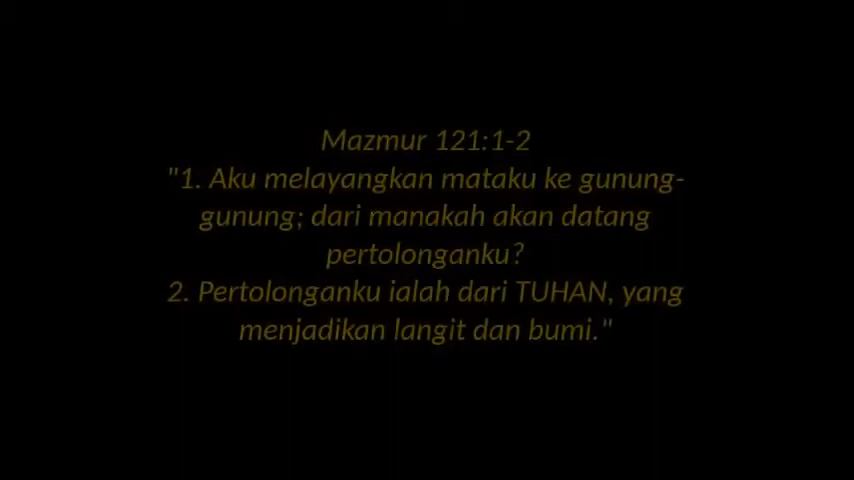 Mazmur 121:1-2
"1. Aku melayangkan mataku ke gunung-
gunung; dari manakah akan datang
pertolonganku?
2. Pertolonganku ialah dari TUHAN, yang
menjadikan langit dan bumi."